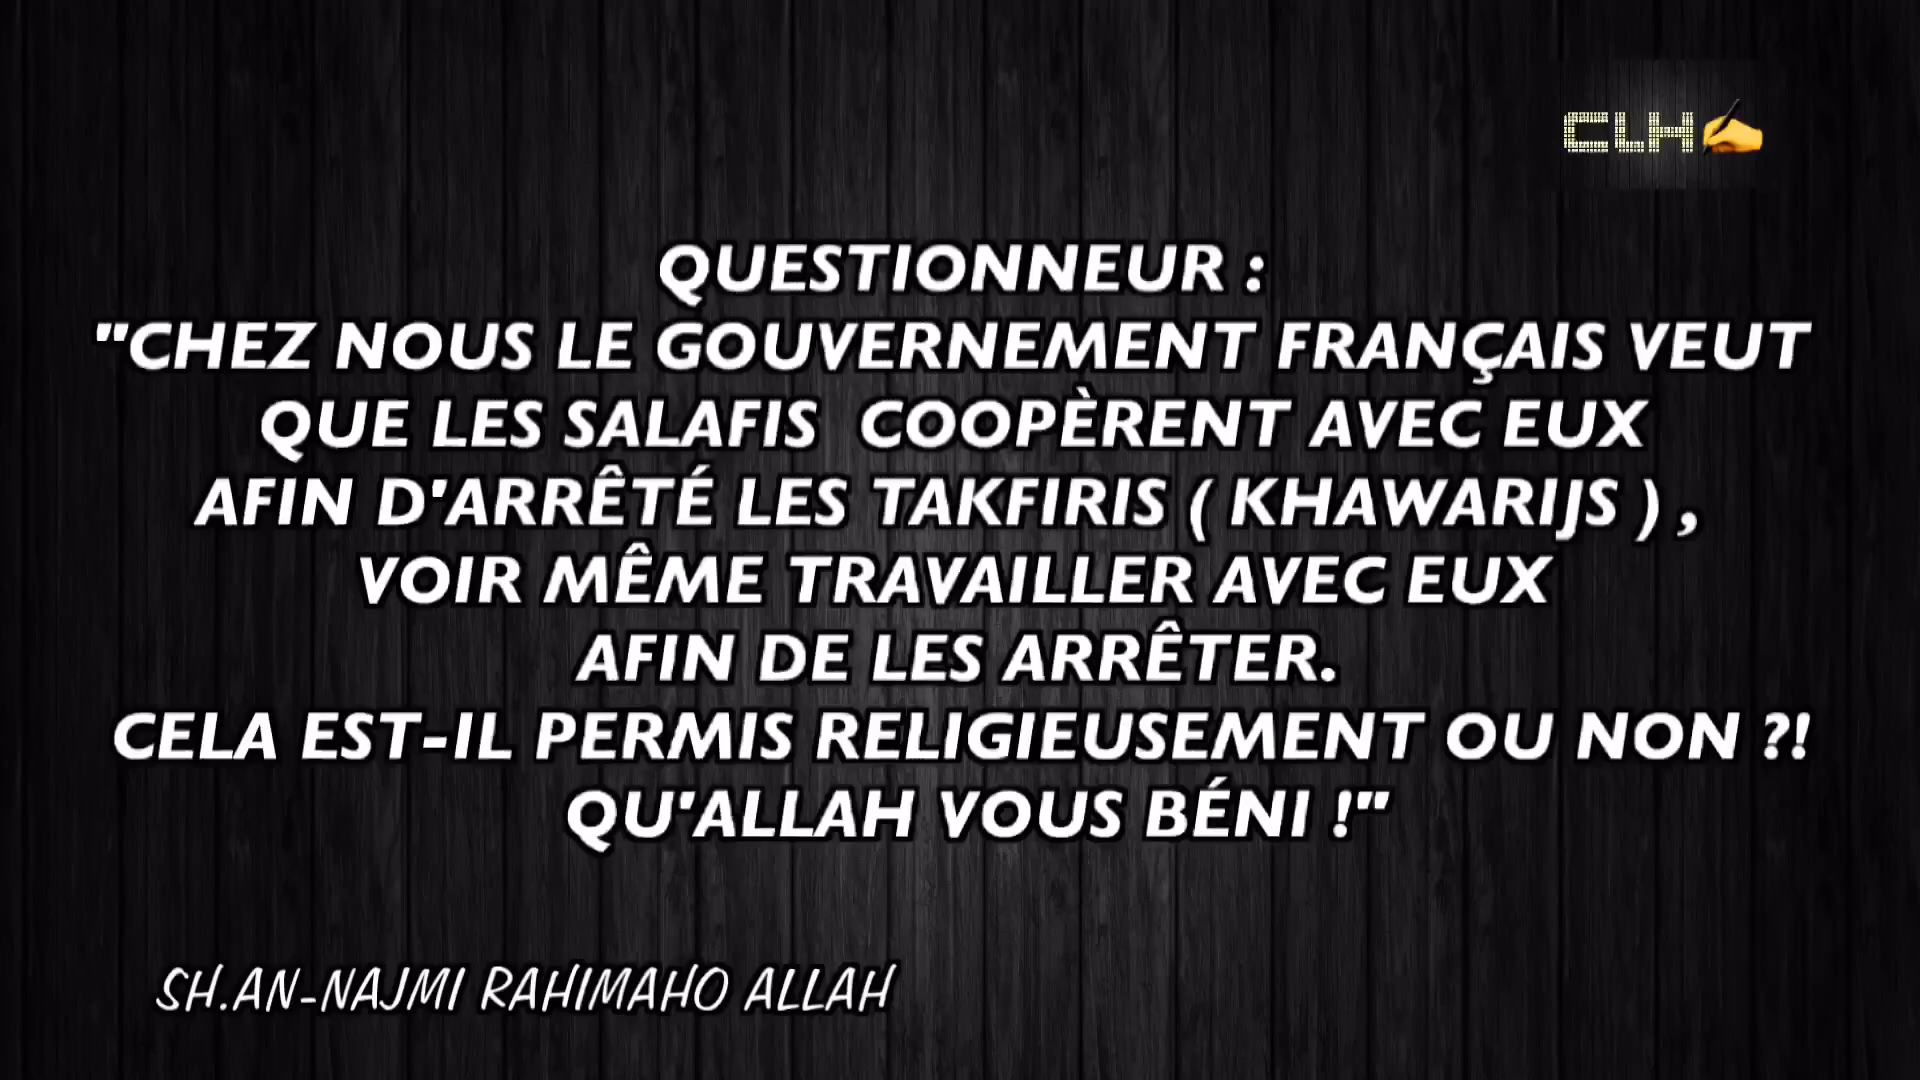 CLH
QUESTIONNEUR :
"CHEZ NOUS LE GOUVERNEMENT FRANÇAIS VEUT
QUE LES SALAFIS COOPÈRENT AVEC EUX
AFIN D'ARRÊTÉ LES TAKFIRIS ( KHAWARIJS ) ,
VOIR MÊME TRAVAILLER AVEC EUX
AFIN DE LES ARRÊTER.
CELA EST-IL PERMIS RELIGIEUSEMENT OU NON ?!
QU'ALLAH VOUS BÉNI !"
SH.AN-NAJMI RAHIMAHO ALLAH